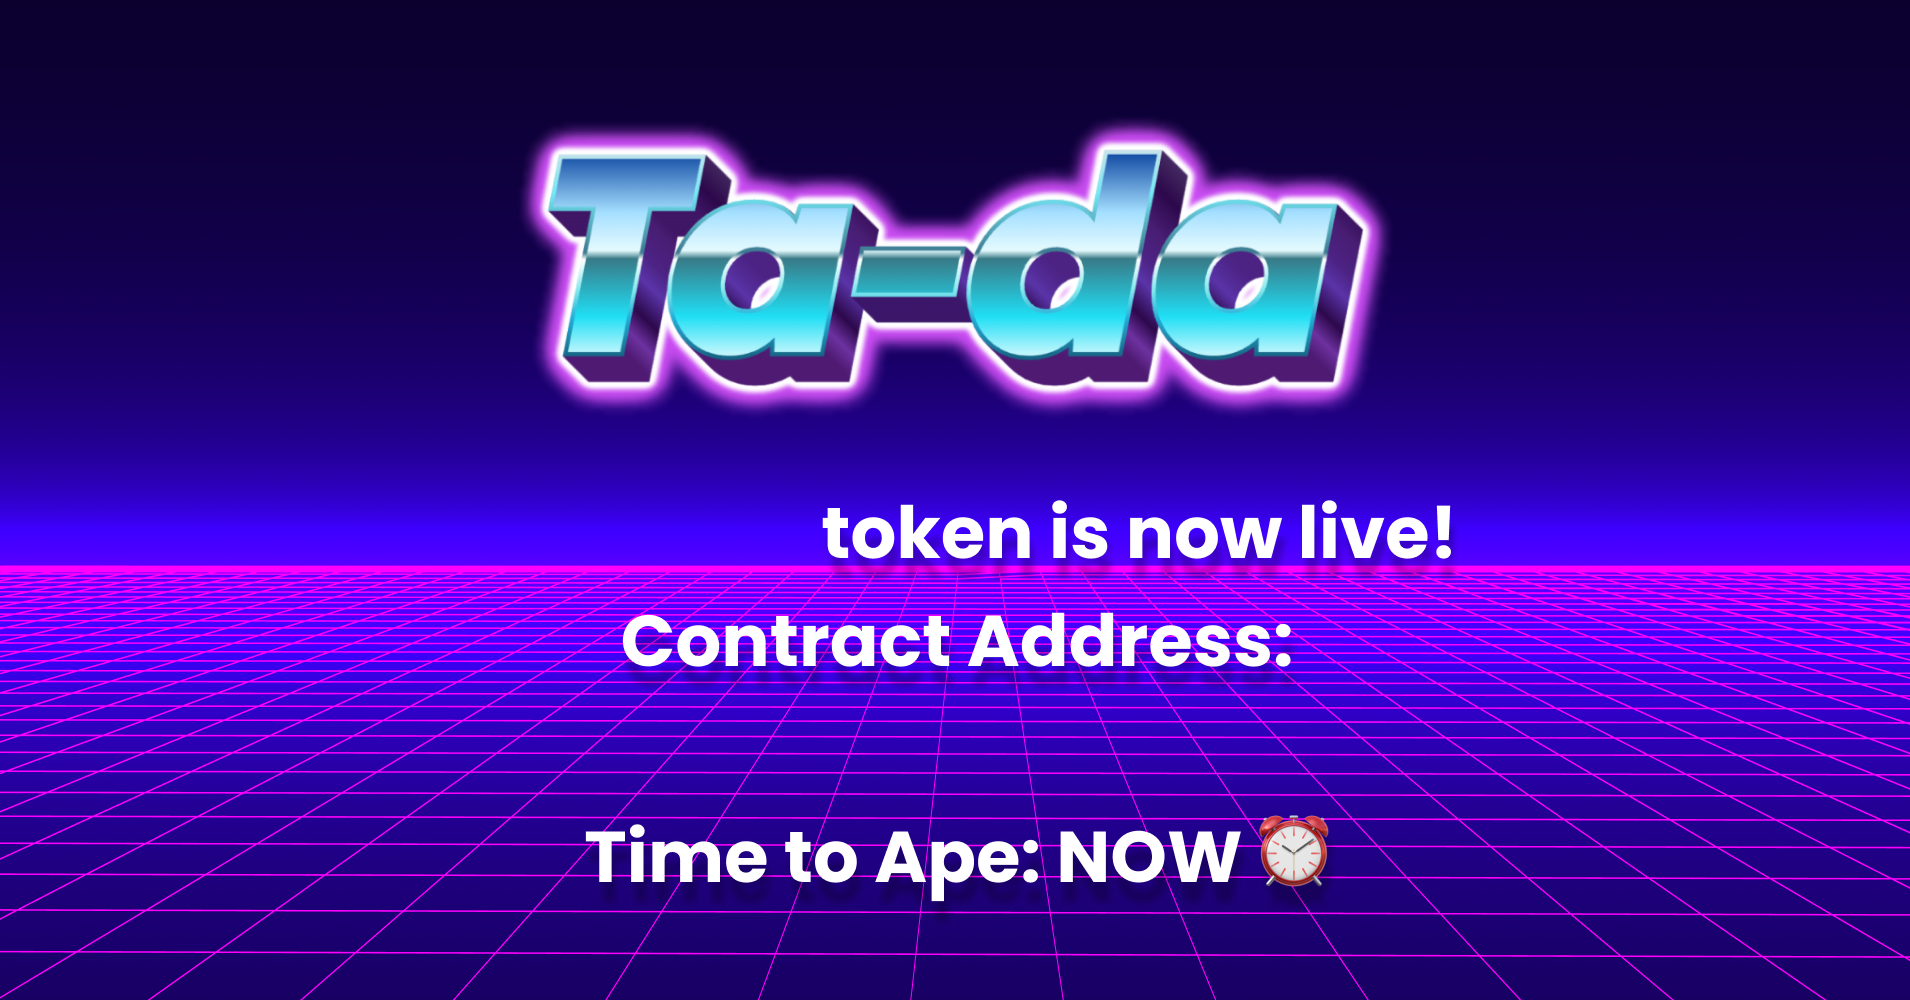 Ta-da
token is now live!
Contract Address:
Time to Ape: NOW ⏰